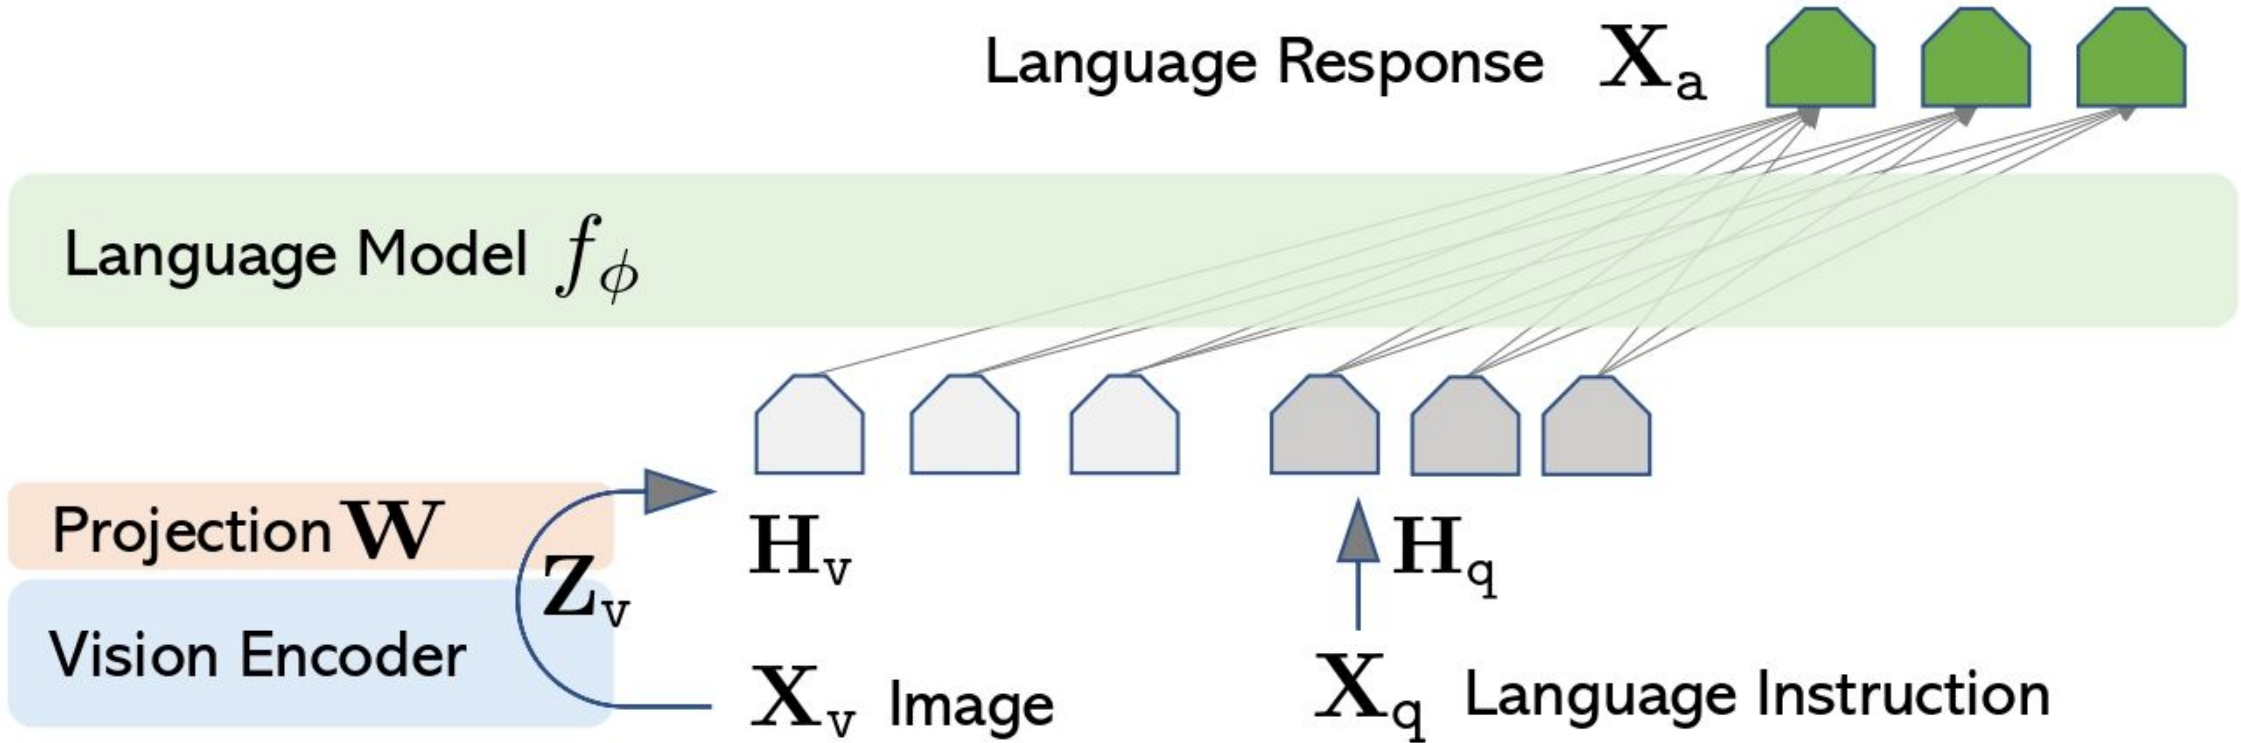 Language Response X_a
Language Model f_ϕ
Projection W
Z_v
H_v
H_q
Vision Encoder
X_v Image
X_q Language Instruction